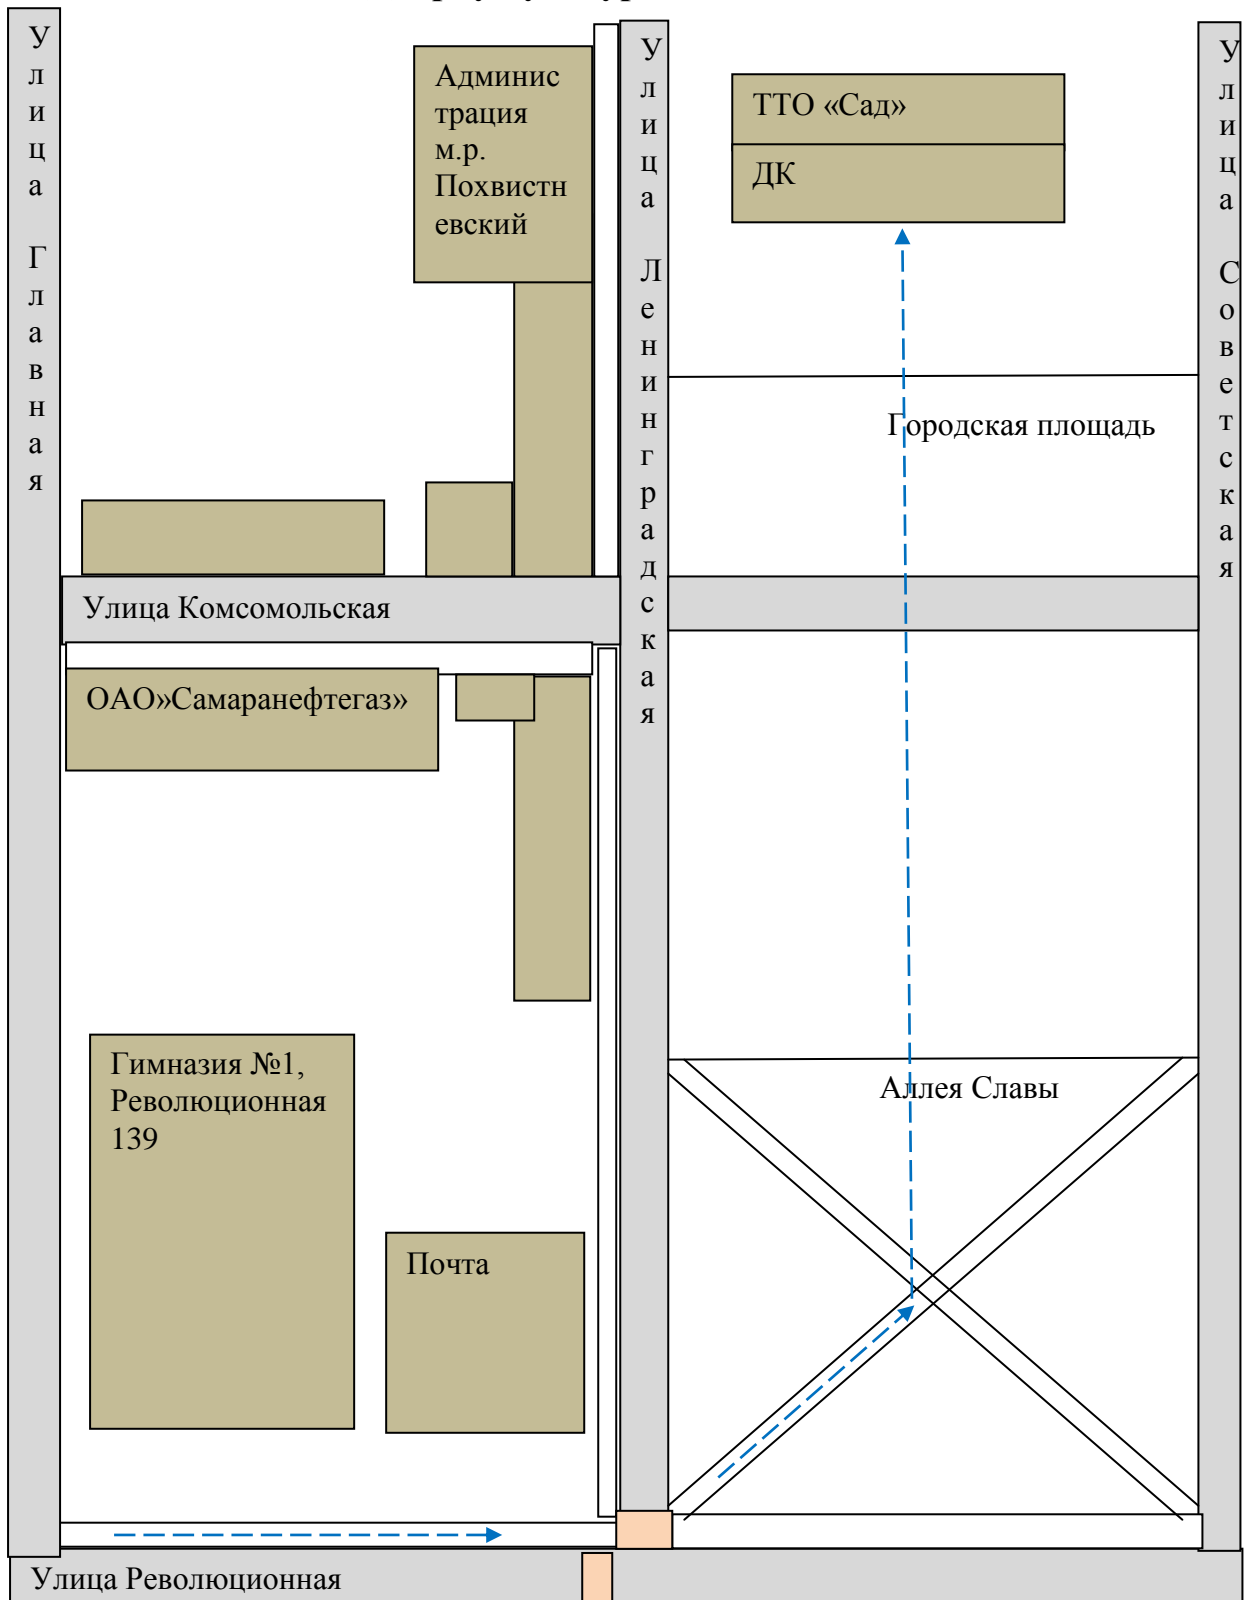 Улица Главная
Администрация
м.р.
Похвистневский
Улица Ленинградская
ТТО «Сад»
ДК
Улица Советская
Городская площадь
Улица Комсомольская
ОАО»Самаранефтегаз»
Гимназия №1,
Революционная
139
Аллея Славы
Почта
Улица Революционная